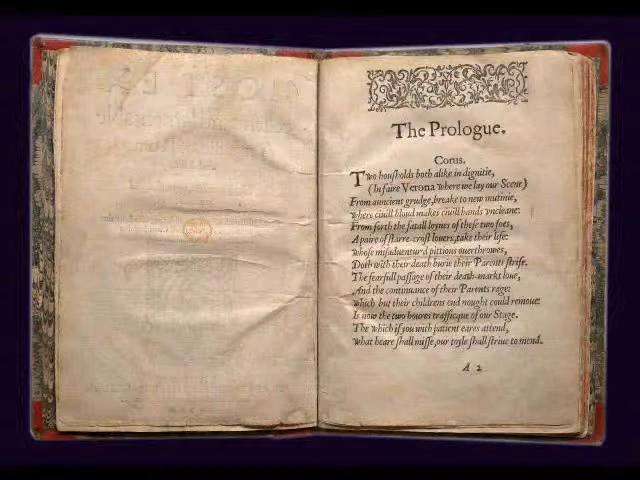 The Prologue.
Corus.
Two housholds both alike in dignitie,
(In faire Verona where we lay our Scene)
From auncient grudge, breake to new mutinie,
where ciuill bloud makes ciuill hands vncleane:
From forth the fatall loynes of these two foes,
A paire of starre-crost louers, take their life:
whose misaduentur'd pittious ouerthrowes,
Doth with their death burie their Parents strife.
The fearfull passage of their death-markt loue,
And the continuance of their Parents rage:
which but their childrens end nought could remoue:
Is now the two houres trafficque of our Stage.
The which if you with patient eares attend,
what heare shall misse, our toyle shall striue to mend.
A 2